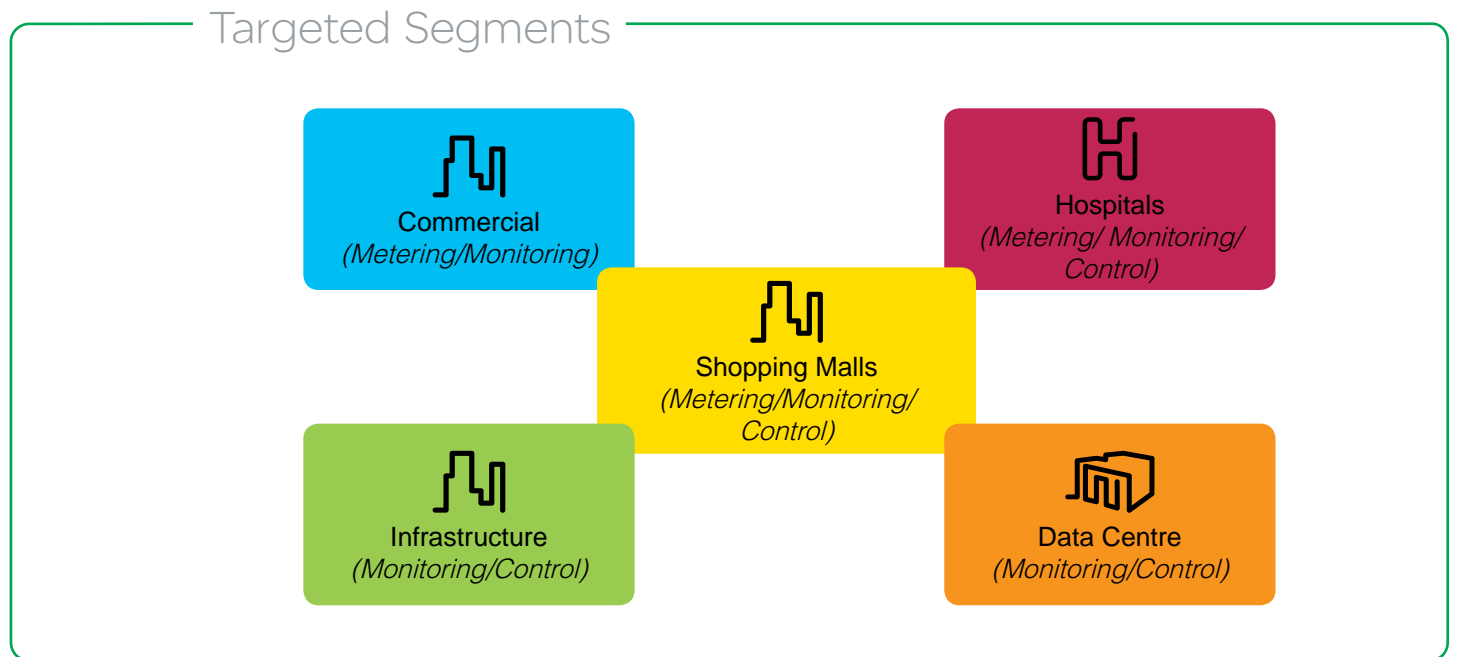 Targeted Segments
Commercial
(Metering/Monitoring)
Hospitals
(Metering/ Monitoring/
Control)
Shopping Malls
(Metering/Monitoring/
Control)
Infrastructure
(Monitoring/Control)
Data Centre
(Monitoring/Control)